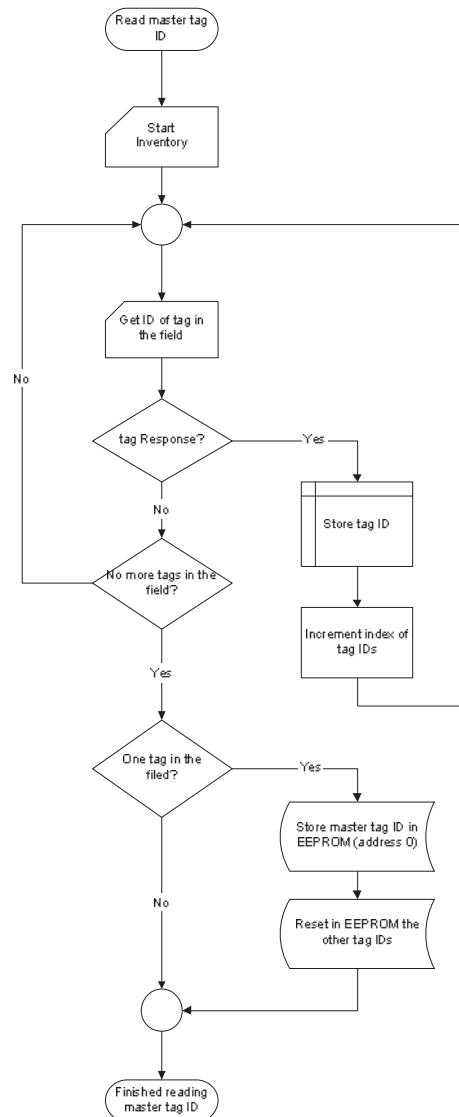 Read master tag
ID
Start
Inventory
Get ID of tag in
the field
No
tag Response?
Yes
Store tag ID
No
No more tags in the
field?
Increment index of
tag IDs
Yes
One tag in the
filed?
Yes
Store master tag ID in
EEPROM (address 0)
No
Reset in EEPROM the
other tag IDs
Finished reading
master tag ID